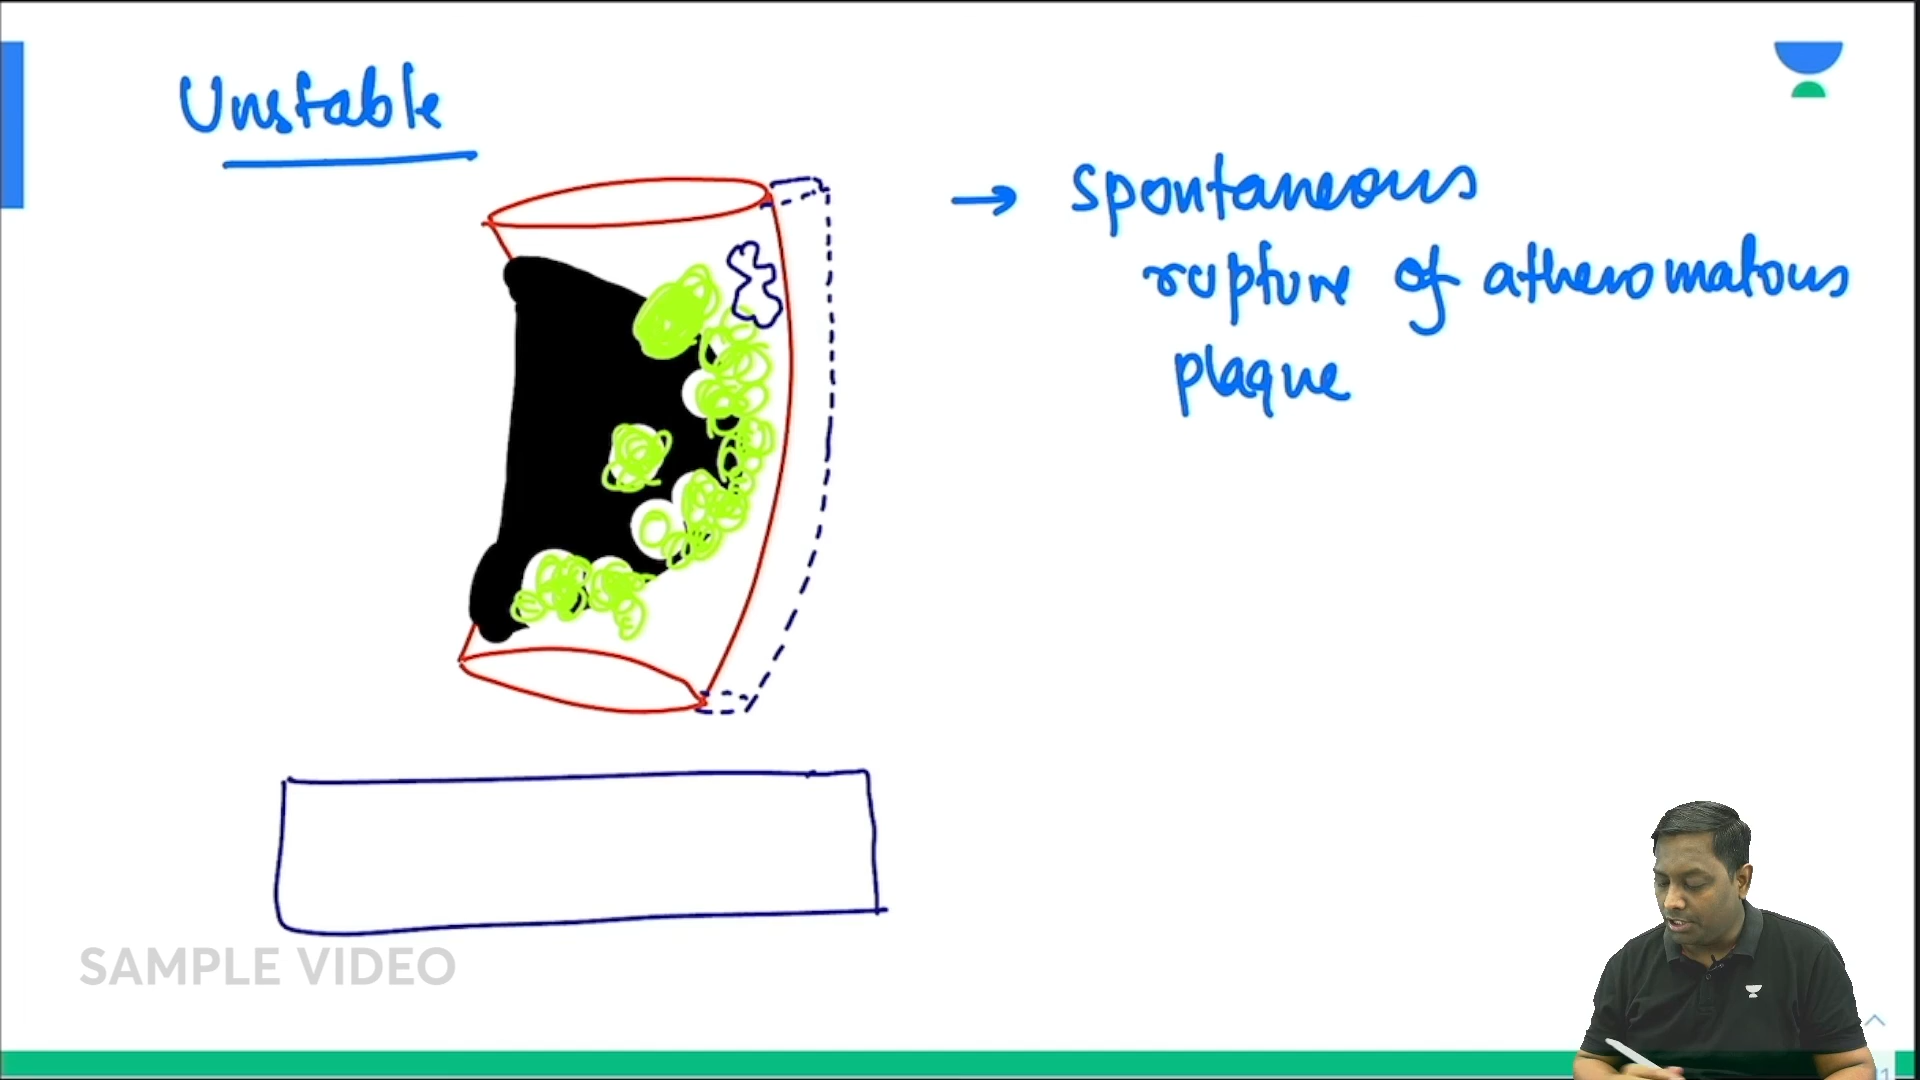 Unstable
→ spontaneous
rupture of atheromatous
plaque
SAMPLE VIDEO